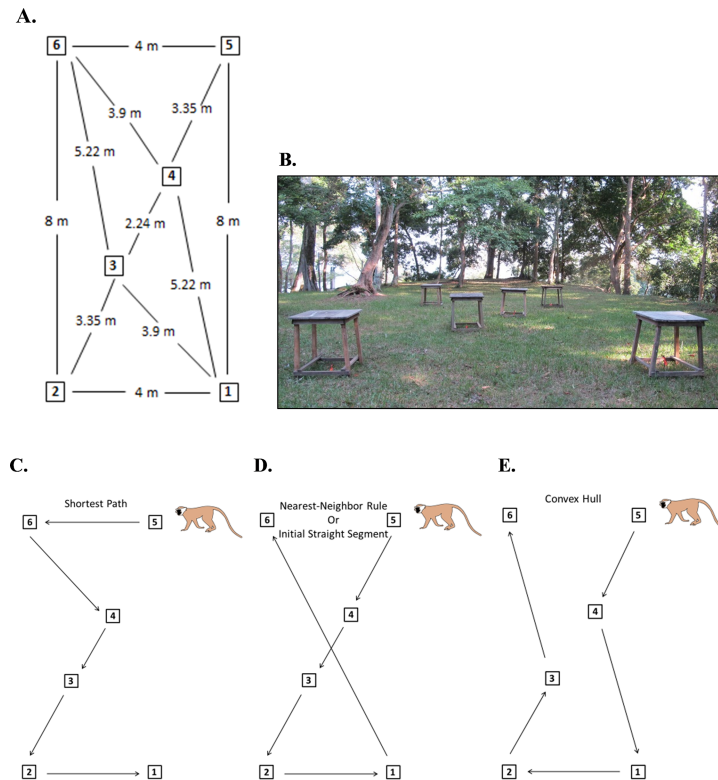 A.
6
4 m
5
3.9 m
3.35 m
5.22 m
4
8 m
2.24 m
8 m
3
5.22 m
3.35 m
3.9 m
2
4 m
1
B.
C.
Shortest Path
6
5
4
3
2
1
D.
Nearest-Neighbor Rule
Or
Initial Straight Segment
6
5
4
3
2
1
E.
Convex Hull
6
5
4
3
2
1